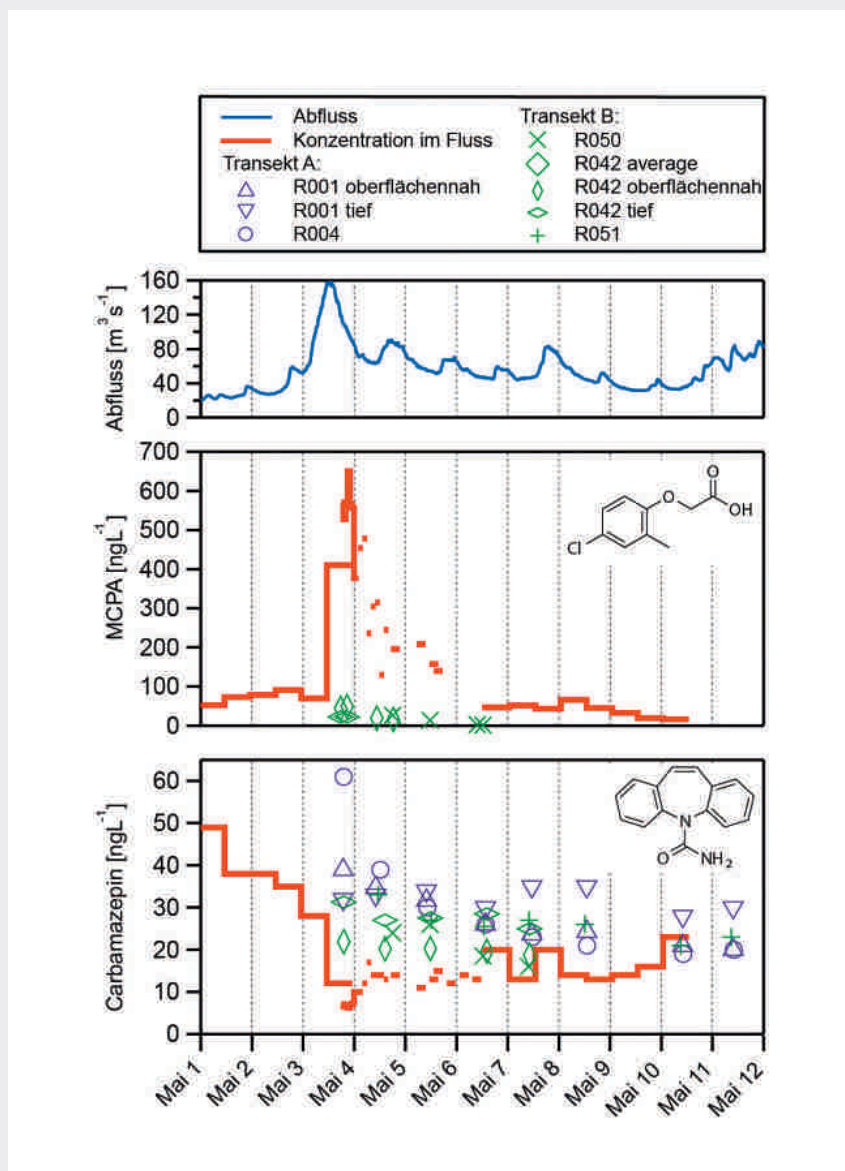 Abfluss
Konzentration im Fluss
Transekt A:
R001 oberflächennah
R001 tief
R004
Transekt B:
R050
R042 average
R042 oberflächennah
R042 tief
R051
Abfluss [m³s⁻¹]
160
120
80
40
0
MCPA [ngL⁻¹]
700
600
500
400
300
200
100
0
O
O
OH
Cl
Carbamazepin [ngL⁻¹]
60
50
40
30
20
10
0
N
O
NH₂
Mai 1
Mai 2
Mai 3
Mai 4
Mai 5
Mai 6
Mai 7
Mai 8
Mai 9
Mai 10
Mai 11
Mai 12